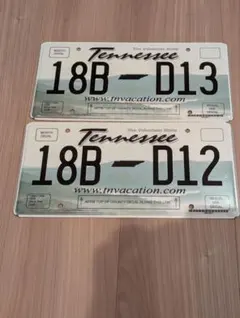 The Volunteer State
Tennessee
18B D13
www.tnvacation.com
The Volunteer State
Tennessee
18B D12
www.tnvacation.com